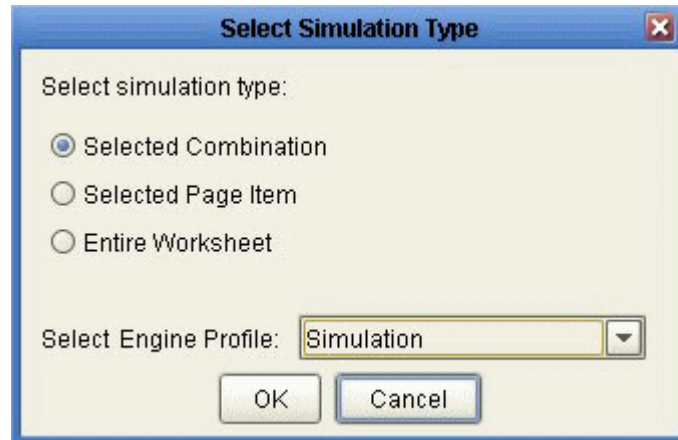 Select Simulation Type
Select simulation type:
Selected Combination
Selected Page Item
Entire Worksheet
Select Engine Profile: Simulation
OK Cancel